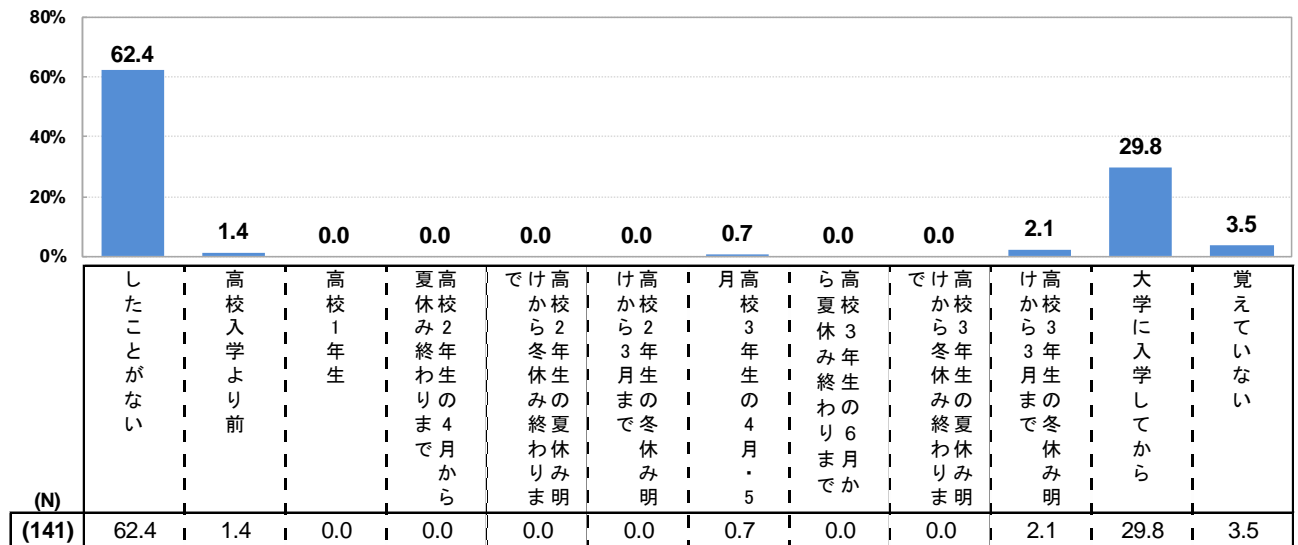 80%
60%
40%
20%
0%
62.4
1.4
0.0
0.0
0.0
0.0
0.7
0.0
0.0
2.1
29.8
3.5
したことがない
高校入学より前
高校1年生
高校2年生の4月から
夏休み終わりまで
高校2年生の夏休み明
けから冬休み終わりま
で
高校2年生の冬休み明
けから3月まで
高校3年生の4月・5
月
高校3年生の6月か
ら夏休み終わりまで
高校3年生の夏休み明
けから冬休み終わりま
で
高校3年生の冬休み明
けから3月まで
大学に入学してから
覚えていない
(N)
(141) 62.4 1.4 0.0 0.0 0.0 0.0 0.7 0.0 0.0 2.1 29.8 3.5